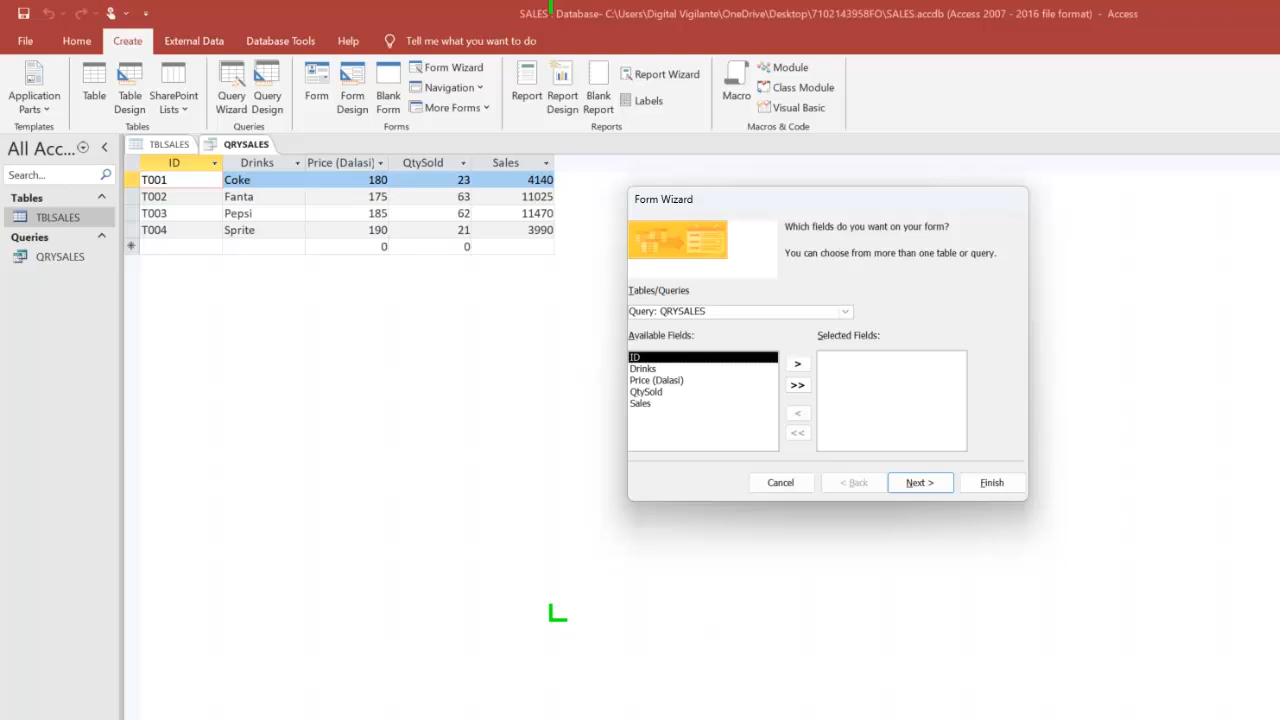 SALES : Database- C:\Users\Digital Vigilante\OneDrive\Desktop\7102143958FO\SALES.accdb (Access 2007 - 2016 file format) - Access
File Home Create External Data Database Tools Help Tell me what you want to do
Application Parts
Templates
Table
Table Design
SharePoint Lists
Tables
Query Wizard
Query Design
Queries
Form
Form Design
Blank Form
Form Wizard
Navigation
More Forms
Forms
Report
Report Design
Blank Report
Report Wizard
Labels
Reports
Macro
Module
Class Module
Visual Basic
Macros & Code
All Acc...
Search...
Tables
TBLSALES
Queries
QRYSALES
TBLSALES QRYSALES
ID Drinks Price (Dalasi) QtySold Sales
T001 Coke 180 23 4140
T002 Fanta 175 63 11025
T003 Pepsi 185 62 11470
T004 Sprite 190 21 3990
0 0
Form Wizard
Which fields do you want on your form?
You can choose from more than one table or query.
Tables/Queries
Query: QRYSALES
Available Fields: Selected Fields:
ID
Drinks
Price (Dalasi)
QtySold
Sales
>
>>
<
<<
Cancel < Back Next > Finish